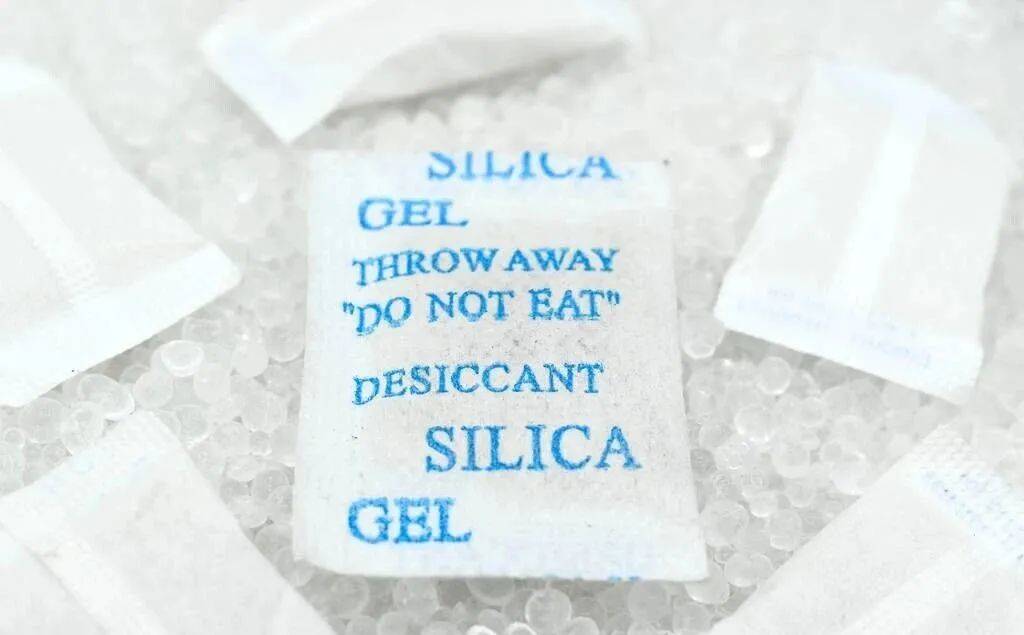 SILICA
GEL
THROW AWAY
"DO NOT EAT"
DESICCANT
SILICA
GEL